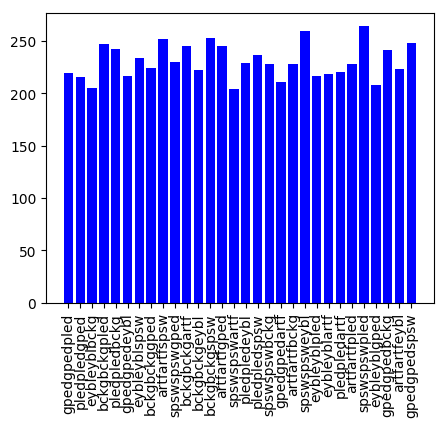 250
200
150
100
50
0
gpedgpedpled
pledpledgped
eybleyblbckg
bckgbckgpled
pledpledbckg
gpedgpedeybl
eybleyblspsw
bckgbckggped
artfartfspsw
spswspswgped
bckgbckgartf
bckgbckgeybl
bckgbckgspsw
artfartfgped
spswspswartf
pledpledeybl
pledpledspsw
spswspswbckg
gpedgpedartf
artfartfbckg
spswspsweybl
eybleyblpled
eybleyblartf
pledpledartf
artfartfpled
spswspswpled
eybleyblgped
gpedgpedbckg
artfartfeybl
gpedgpedspsw